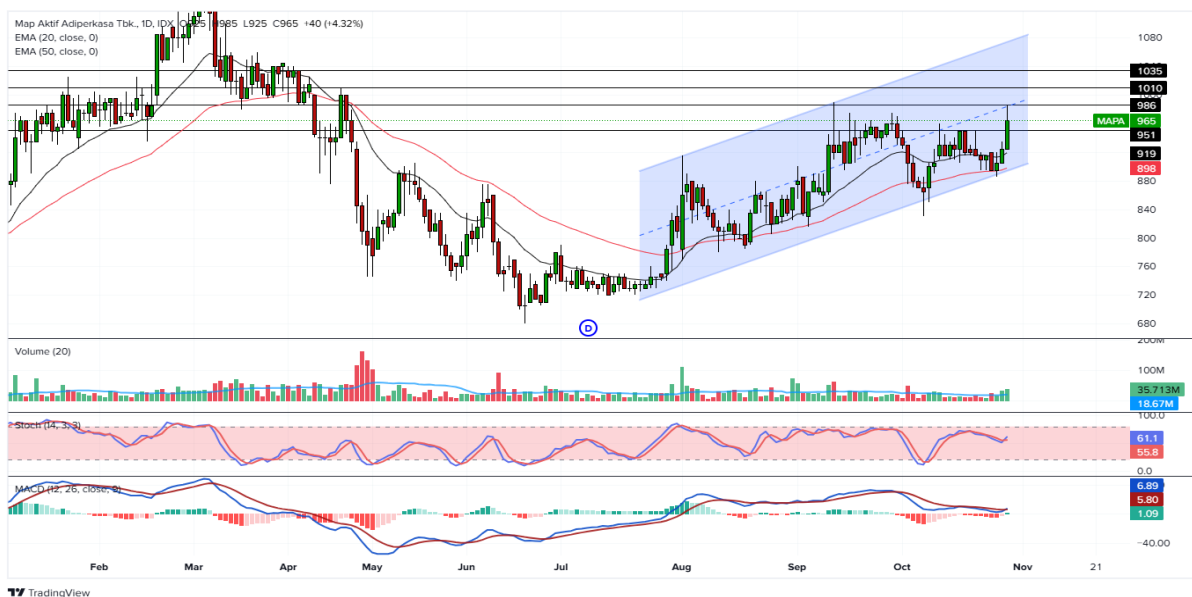 Map Aktif Adiperkasa Tbk., 1D, IDX O925 H985 L925 C965 +40 (+4.32%)
EMA (20, close, 0)
EMA (50, close, 0)
1080
1035
1010
986
MAPA 965
951
919
898
880
840
800
760
720
680
D
Volume (20)
200M
100M
35.713M
18.67M
Stoch (14, 3, 3)
100.0
61.1
55.8
0.0
MACD (12, 26, close, 9)
6.89
5.80
1.09
−40.00
Feb Mar Apr May Jun Jul Aug Sep Oct Nov 21
TradingView